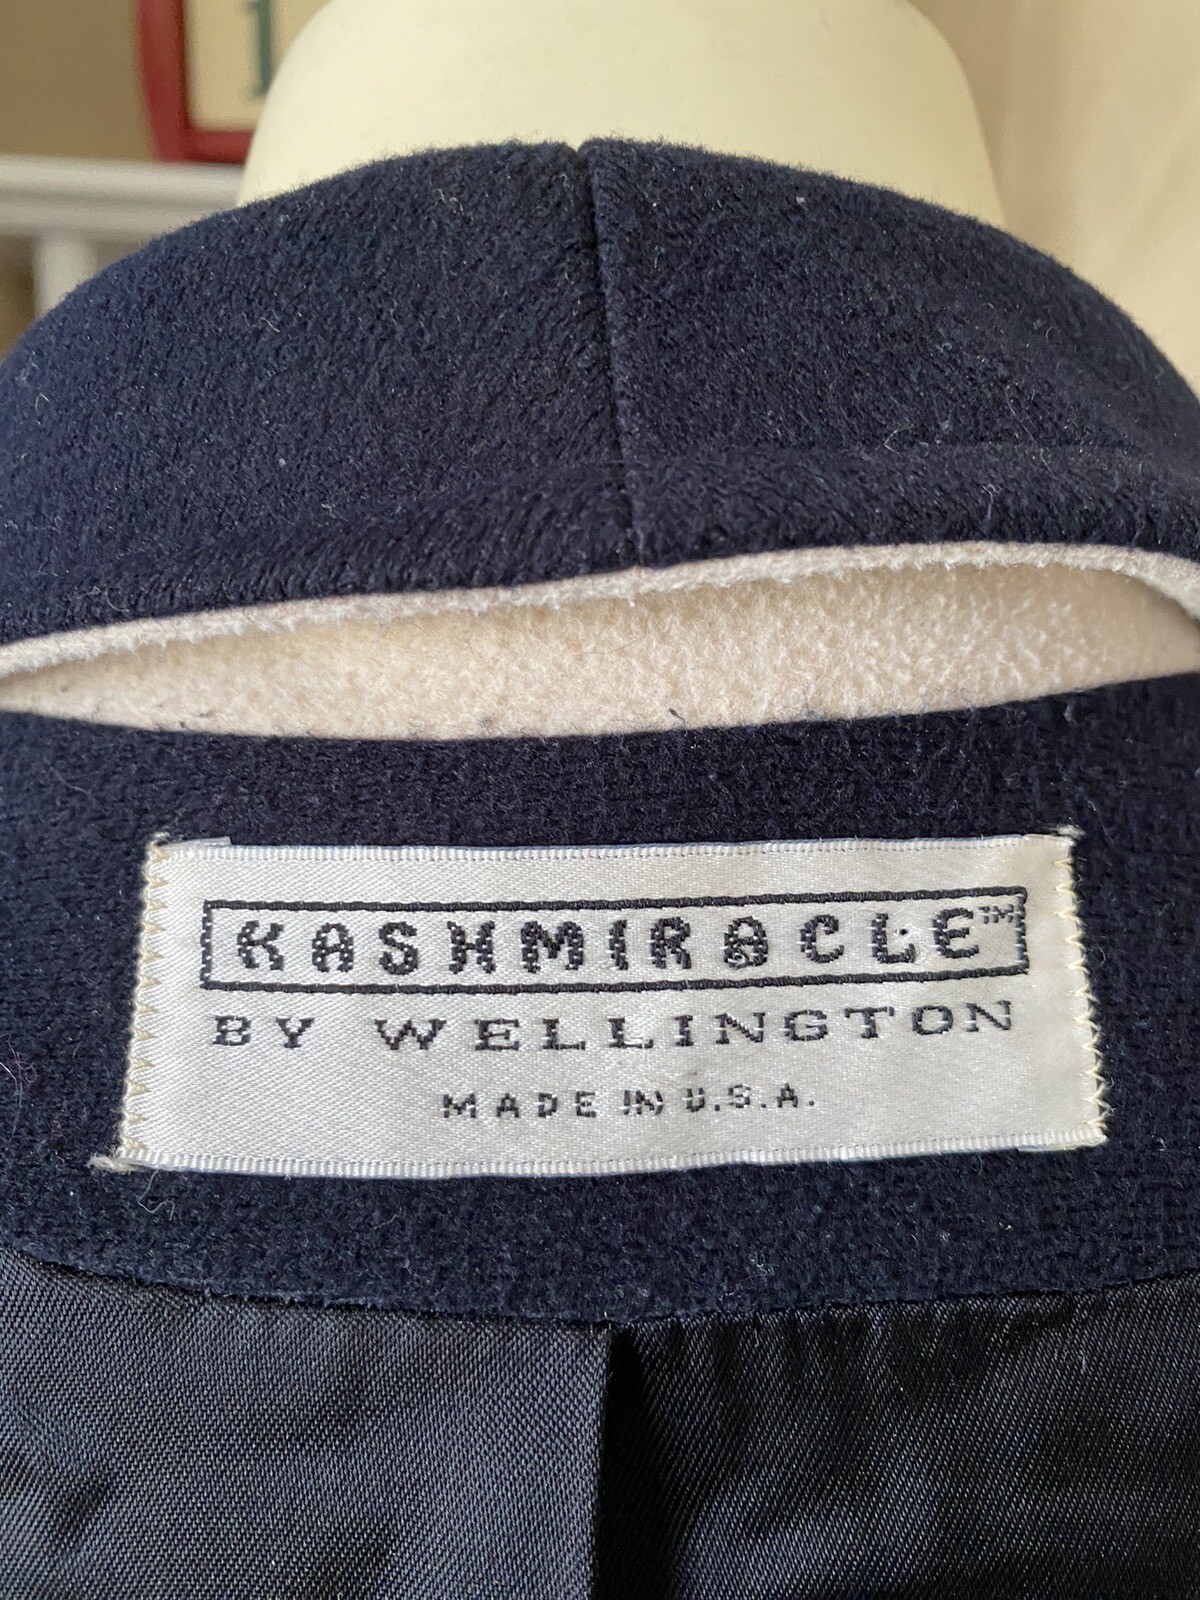 KASHMIRACLE™
BY WELLINGTON
MADE IN U.S.A.